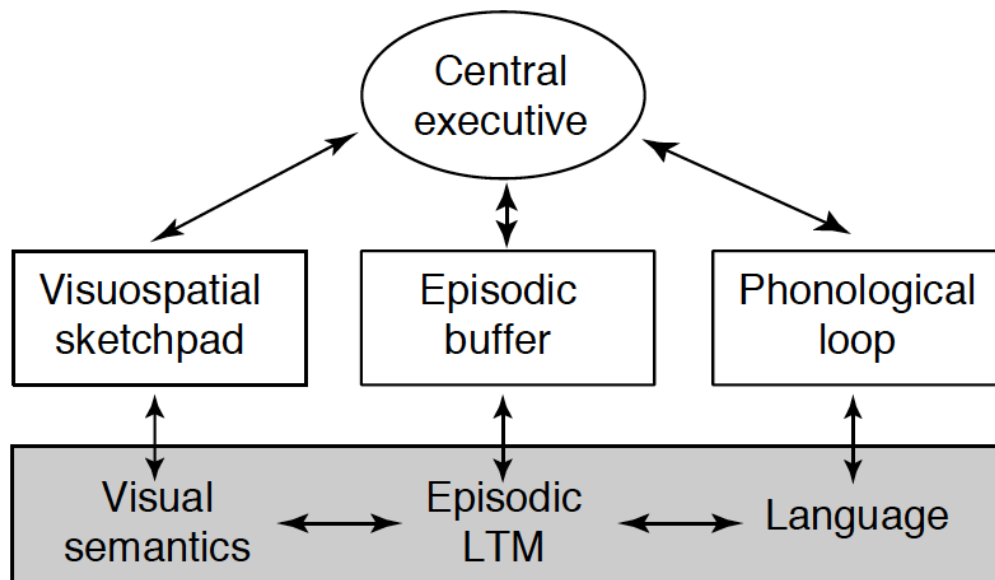 Central
executive
Visuospatial
sketchpad
Episodic
buffer
Phonological
loop
Visual
semantics
Episodic
LTM
Language